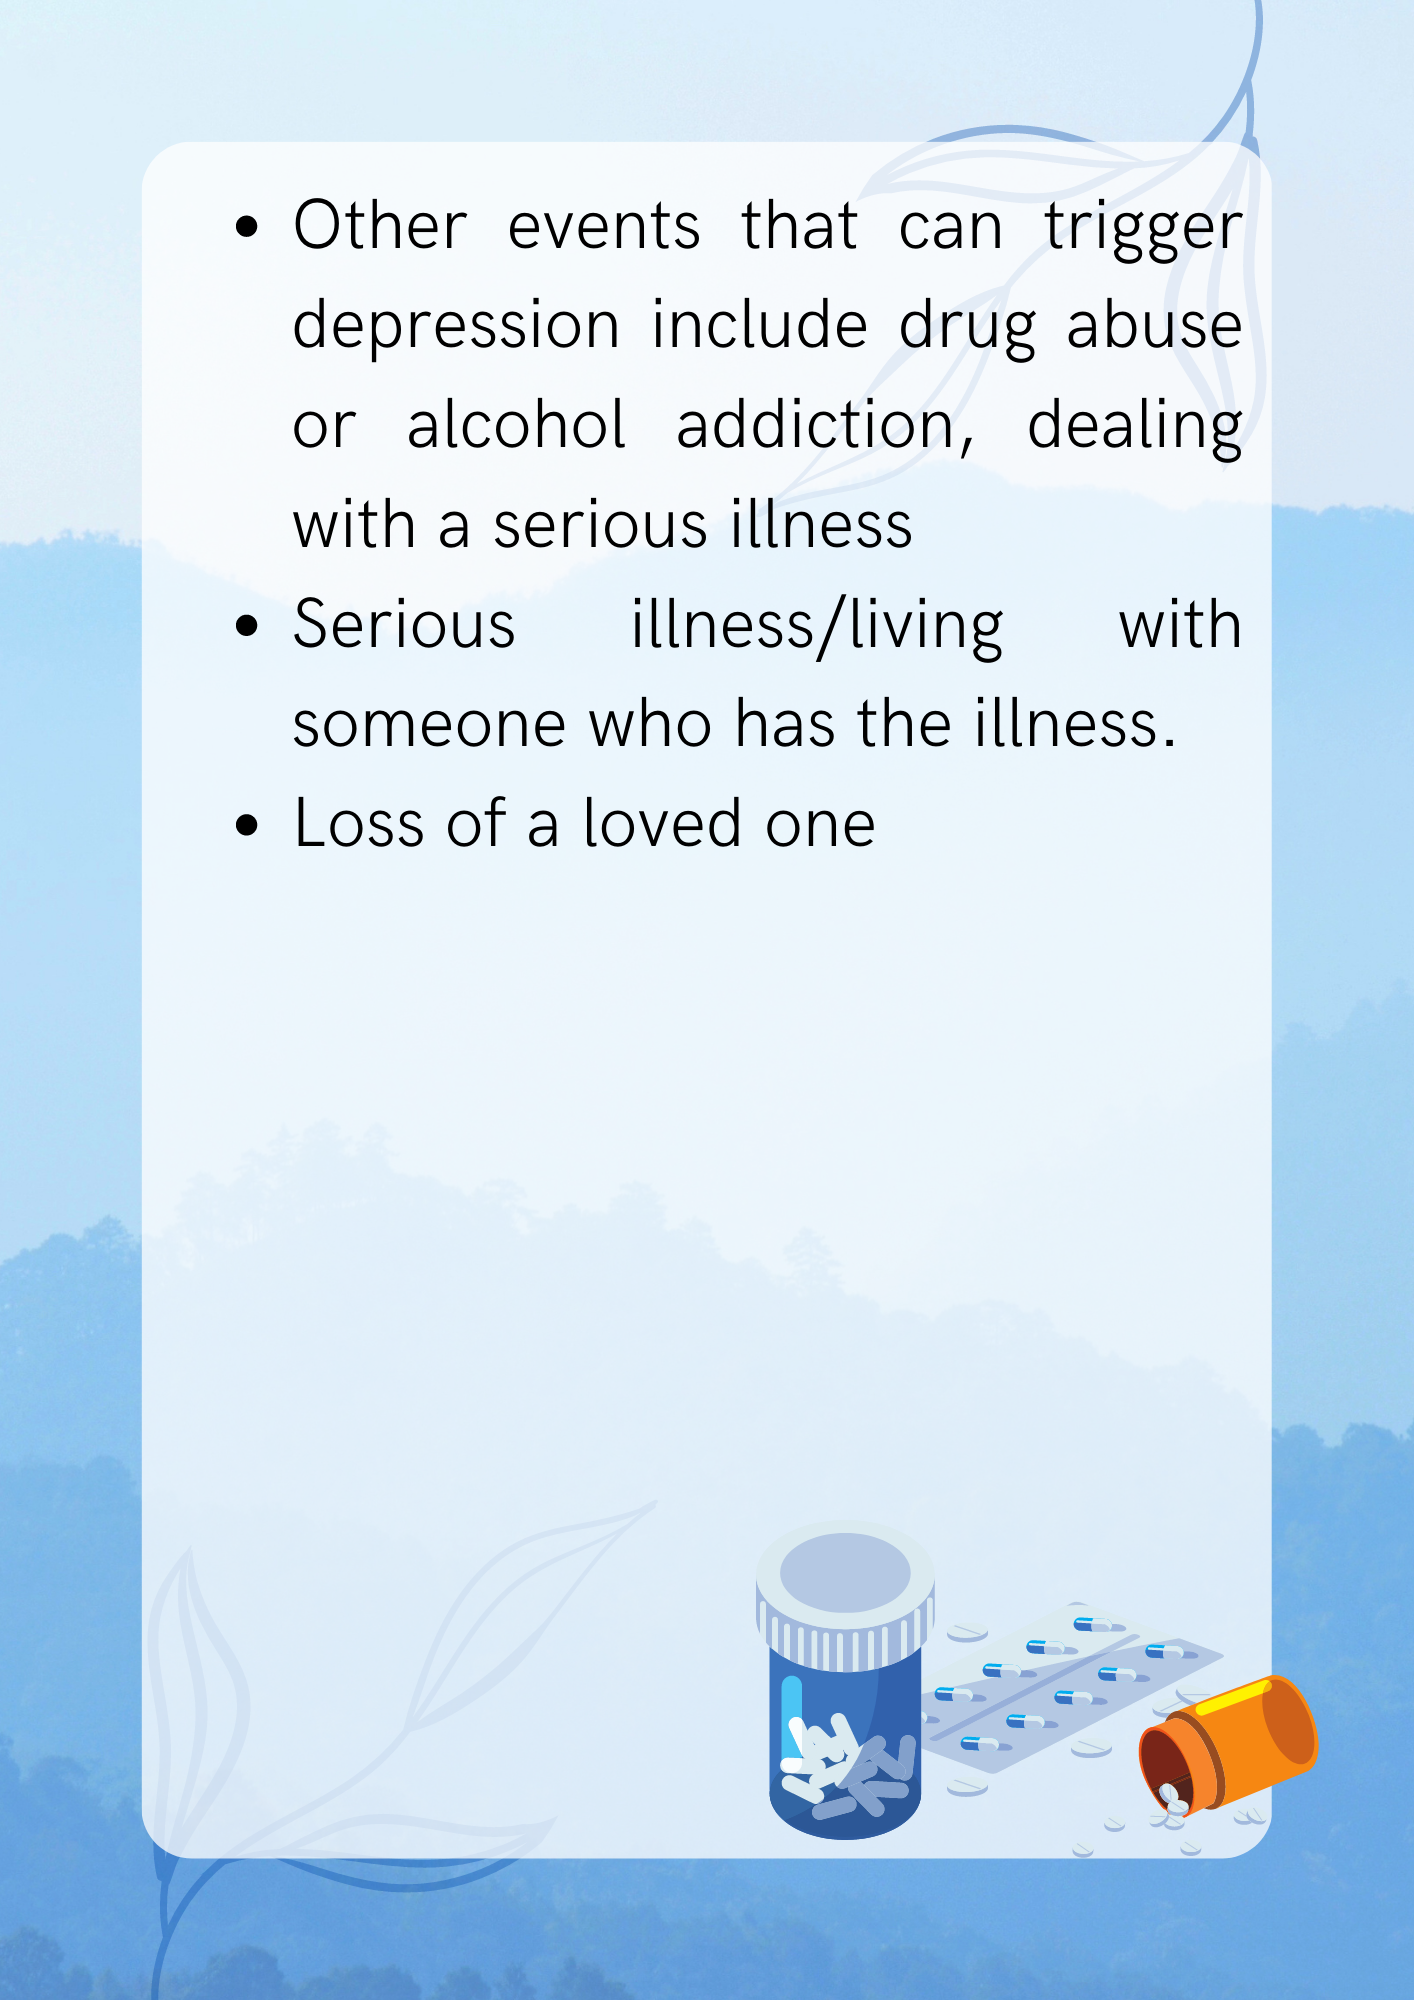 • Other events that can trigger
depression include drug abuse
or alcohol addiction, dealing
with a serious illness
• Serious illness/living with
someone who has the illness.
• Loss of a loved one